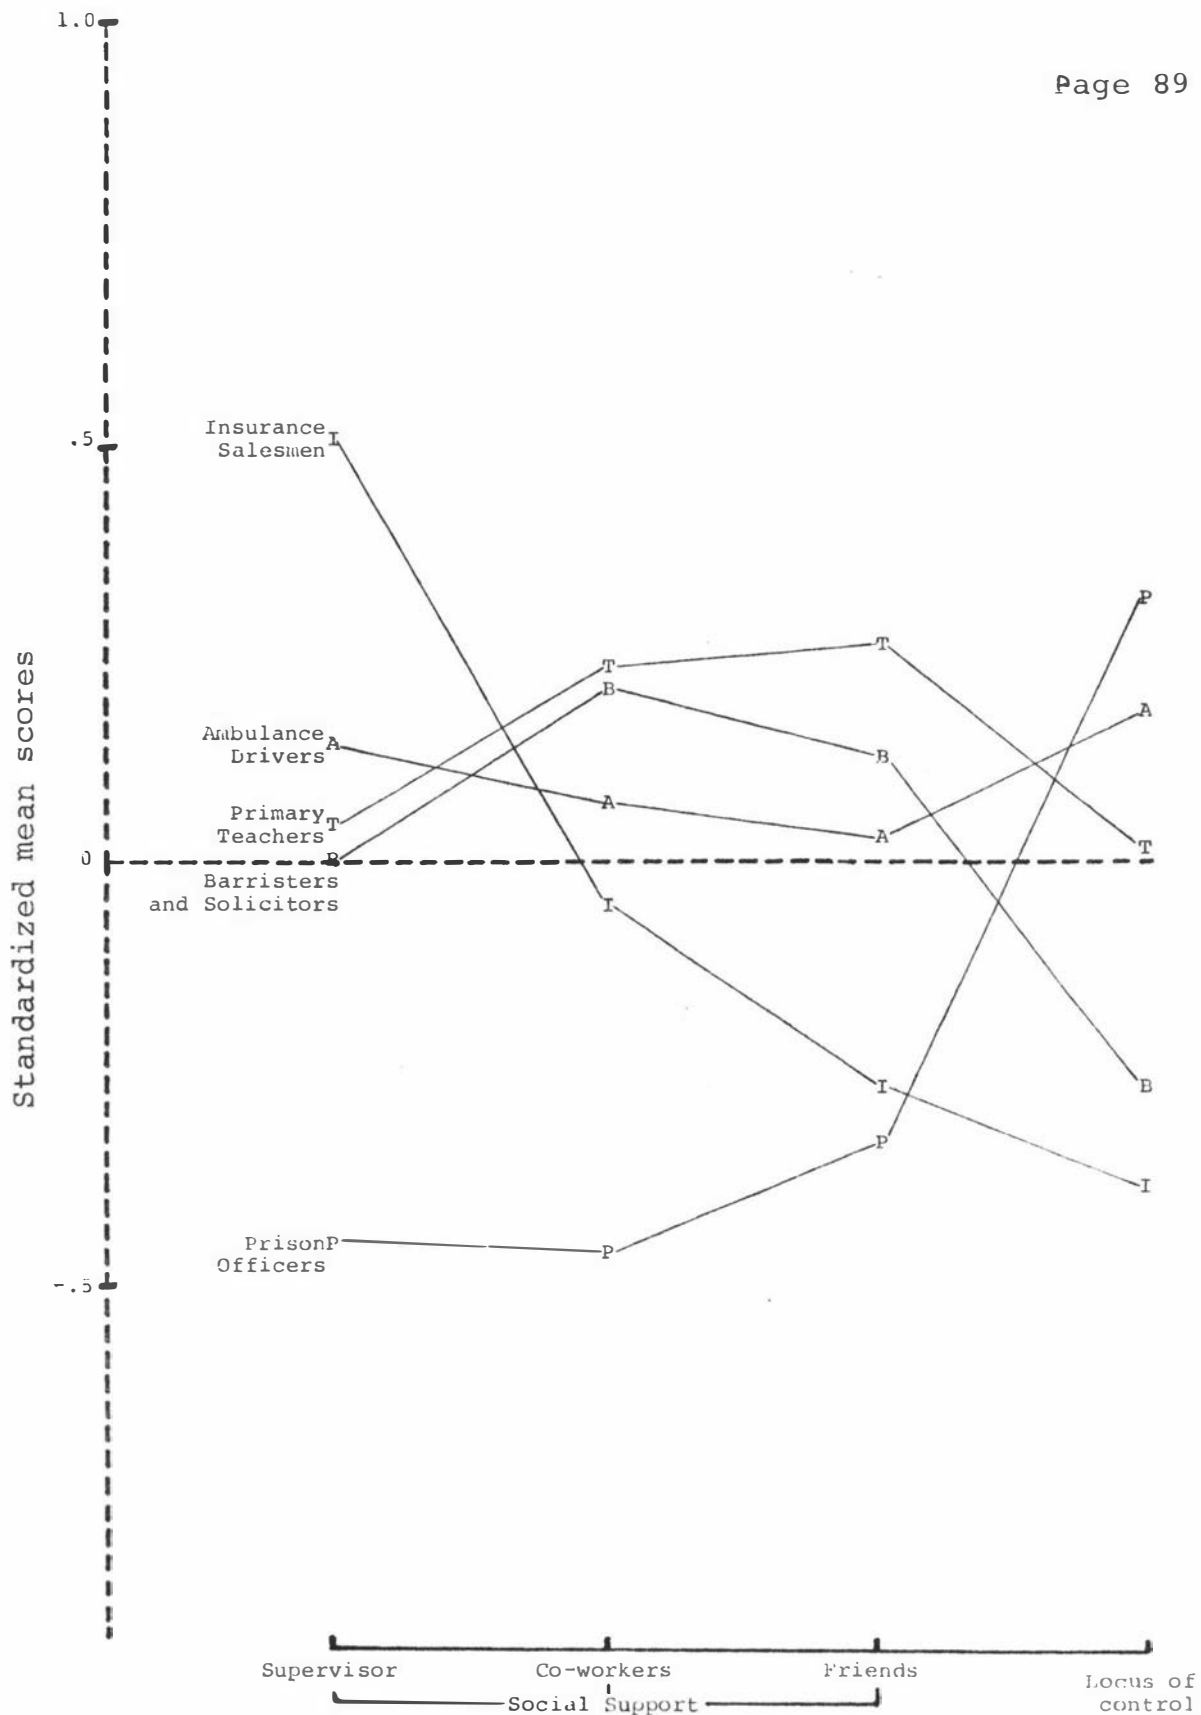 1.0
Page 89
Insurance
Salesmen
I
.5
P
T
T
B
A
Ambulance
Drivers
A
B
A
Primary
Teachers
T
A
T
0
B
Barristers
and Solicitors
I
Standardized mean scores
I
B
P
I
Prison P
Officers
P
-.5
Supervisor
Co-workers
Friends
Locus of
control
Social Support